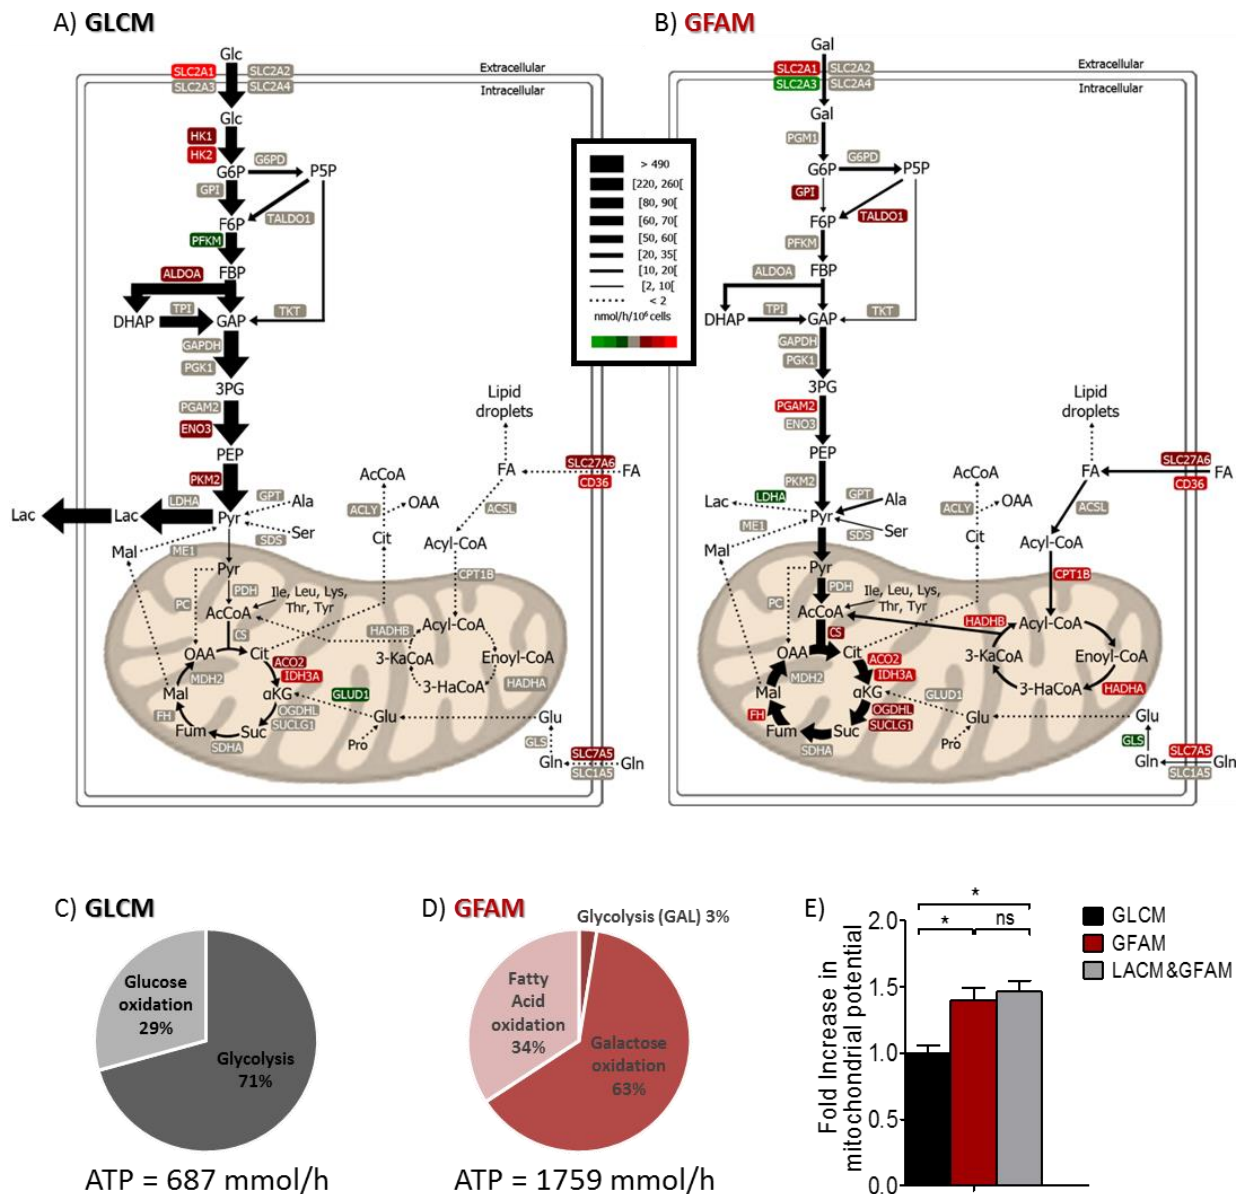 A) GLCM
Glc
SLC2A1
SLC2A2
SLC2A3
SLC2A4
Extracellular
Intracellular
Glc
HK1
HK2
G6PD
G6P
P5P
GPI
TALDO1
F6P
PFKM
FBP
ALDOA
TPI
DHAP
GAP
TKT
GAPDH
PGK1
3PG
PGAM2
ENO3
PEP
PKM2
LDHA
GPT
Ala
Lac
Lac
Pyr
Ser
SDS
ME1
Mal
Lipid
droplets
AcCoA
FA
SLC27A6
FA
CD36
OAA
ACLY
ACSL
Cit
Acyl-CoA
Pyr
PDH
CPT1B
PC
Ile, Leu, Lys,
Thr, Tyr
AcCoA
CS
HADHB
Acyl-CoA
OAA
Cit
3-KaCoA
Enoyl-CoA
MDH2
ACO2
IDH3A
HADHA
Mal
αKG
GLUD1
3-HaCoA
OGDHL
SUCLG1
FH
Fum
Suc
Glu
Glu
SDHA
Pro
GLS
SLC7A5
Gln
Gln
SLC1A5
> 490
[220, 260[
[80, 90[
[60, 70[
[50, 60[
[20, 35[
[10, 20[
[2, 10[
< 2
nmol/h/10⁶ cells
B) GFAM
Gal
SLC2A1
SLC2A2
SLC2A3
SLC2A4
Extracellular
Intracellular
Gal
PGM1
G6PD
G6P
P5P
GPI
TALDO1
F6P
PFKM
FBP
ALDOA
TPI
DHAP
GAP
TKT
GAPDH
PGK1
3PG
PGAM2
ENO3
PEP
PKM2
LDHA
GPT
Ala
Lac
Pyr
Ser
SDS
ME1
Mal
Lipid
droplets
AcCoA
FA
SLC27A6
FA
CD36
OAA
ACLY
ACSL
Cit
Acyl-CoA
Pyr
PDH
CPT1B
PC
Ile, Leu, Lys,
Thr, Tyr
AcCoA
CS
HADHB
Acyl-CoA
OAA
Cit
3-KaCoA
Enoyl-CoA
MDH2
ACO2
IDH3A
HADHA
Mal
αKG
GLUD1
3-HaCoA
OGDHL
SUCLG1
FH
Fum
Suc
Glu
Glu
SDHA
Pro
GLS
SLC7A5
Gln
Gln
SLC1A5
C) GLCM
Glucose
oxidation
29%
Glycolysis
71%
ATP = 687 mmol/h
D) GFAM
Glycolysis (GAL) 3%
Fatty
Acid
oxidation
34%
Galactose
oxidation
63%
ATP = 1759 mmol/h
E)
Fold Increase in
mitochondrial potential
2.0
1.5
1.0
0.5
0.0
*
*
ns
GLCM
GFAM
LACM&GFAM